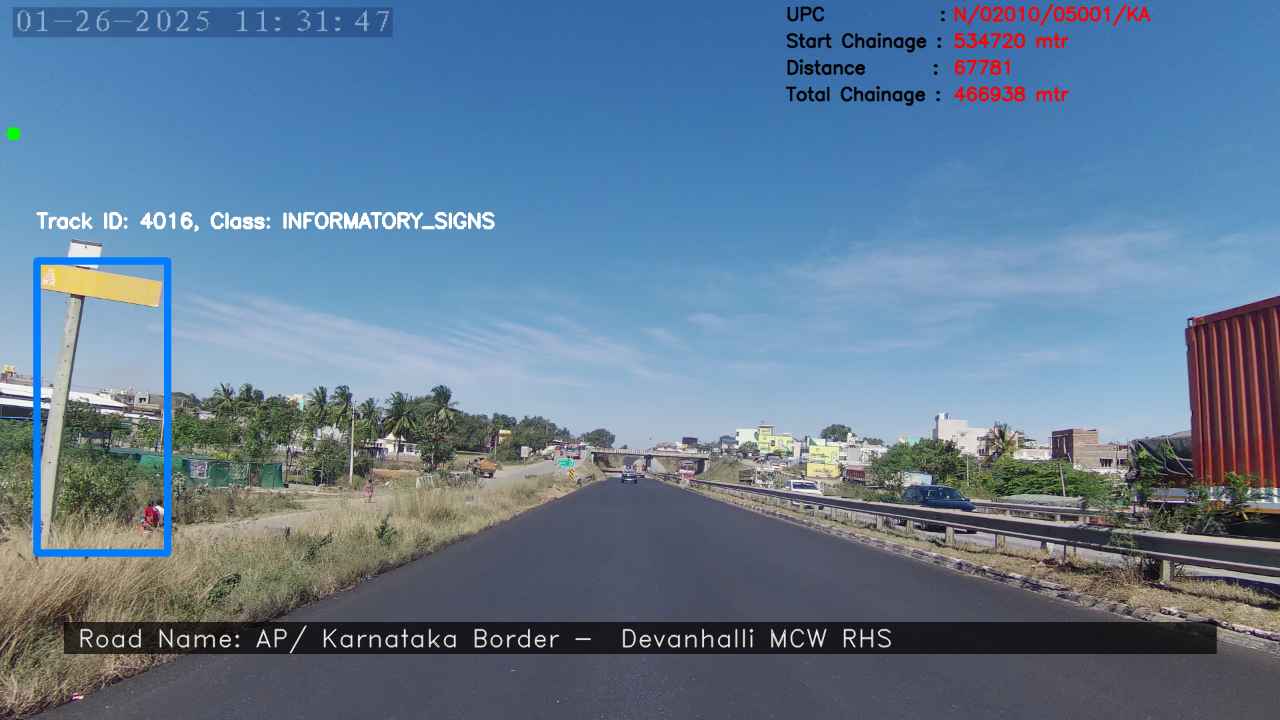 01-26-2025 11:31:47
UPC : N/02010/05001/KA
Start Chainage : 534720 mtr
Distance : 67781
Total Chainage : 466938 mtr
Track ID: 4016, Class: INFORMATORY_SIGNS
Road Name: AP/ Karnataka Border - Devanhalli MCW RHS